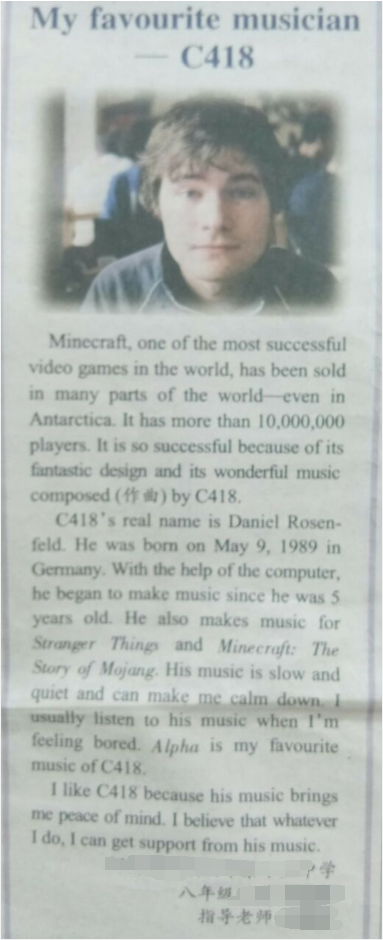 My favourite musician
— C418
Minecraft, one of the most successful
video games in the world, has been sold
in many parts of the world—even in
Antarctica. It has more than 10,000,000
players. It is so successful because of its
fantastic design and its wonderful music
composed (作曲) by C418.
C418's real name is Daniel Rosen-
feld. He was born on May 9, 1989 in
Germany. With the help of the computer,
he began to make music since he was 5
years old. He also makes music for
Stranger Things and Minecraft: The
Story of Mojang. His music is slow and
quiet and can make me calm down. I
usually listen to his music when I'm
feeling bored. Alpha is my favourite
music of C418.
I like C418 because his music brings
me peace of mind. I believe that whatever
I do, I can get support from his music.
学
八年级
指导老师